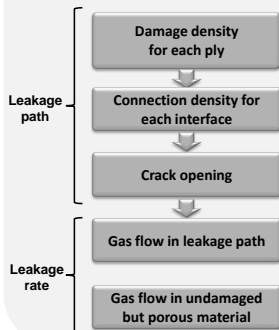 Damage density
for each ply
Leakage
path
Connection density for
each interface
Crack opening
Leakage
rate
Gas flow in leakage path
Gas flow in undamaged
but porous material